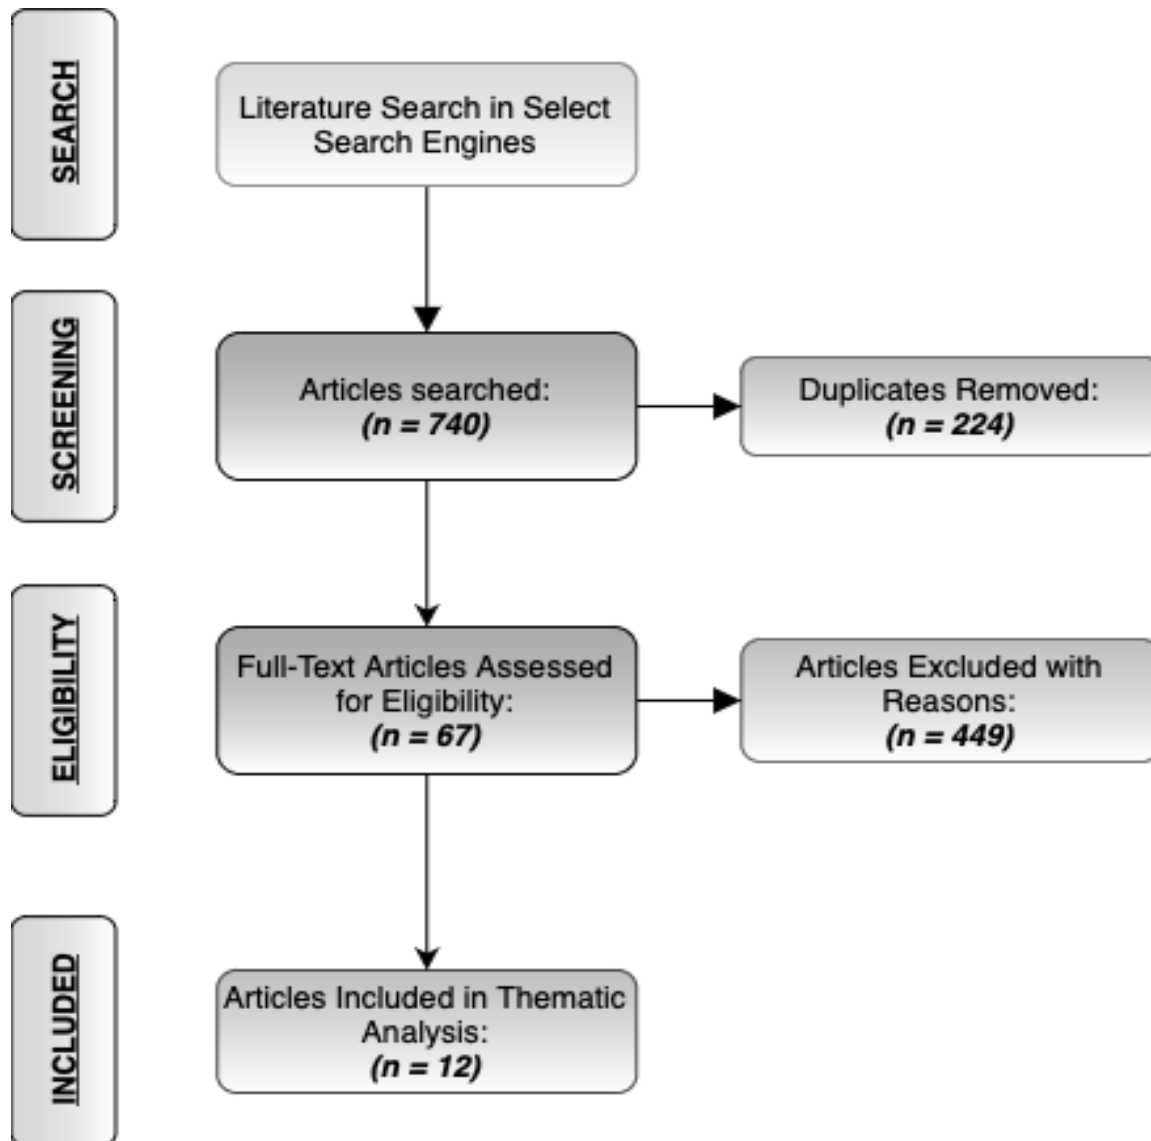 SEARCH
Literature Search in Select
Search Engines
SCREENING
Articles searched:
(n = 740)
Duplicates Removed:
(n = 224)
ELIGIBILITY
Full-Text Articles Assessed
for Eligibility:
(n = 67)
Articles Excluded with
Reasons:
(n = 449)
INCLUDED
Articles Included in Thematic
Analysis:
(n = 12)